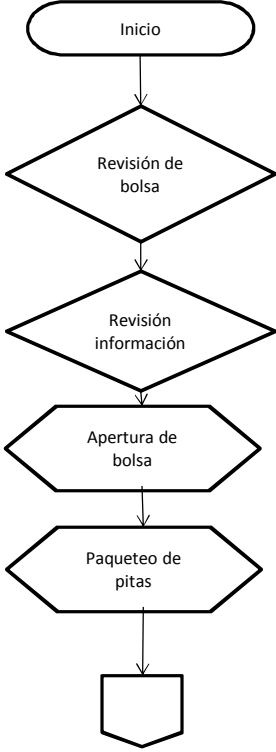 Inicio
Revisión de
bolsa
Revisión
información
Apertura de
bolsa
Paqueteo de
pitas